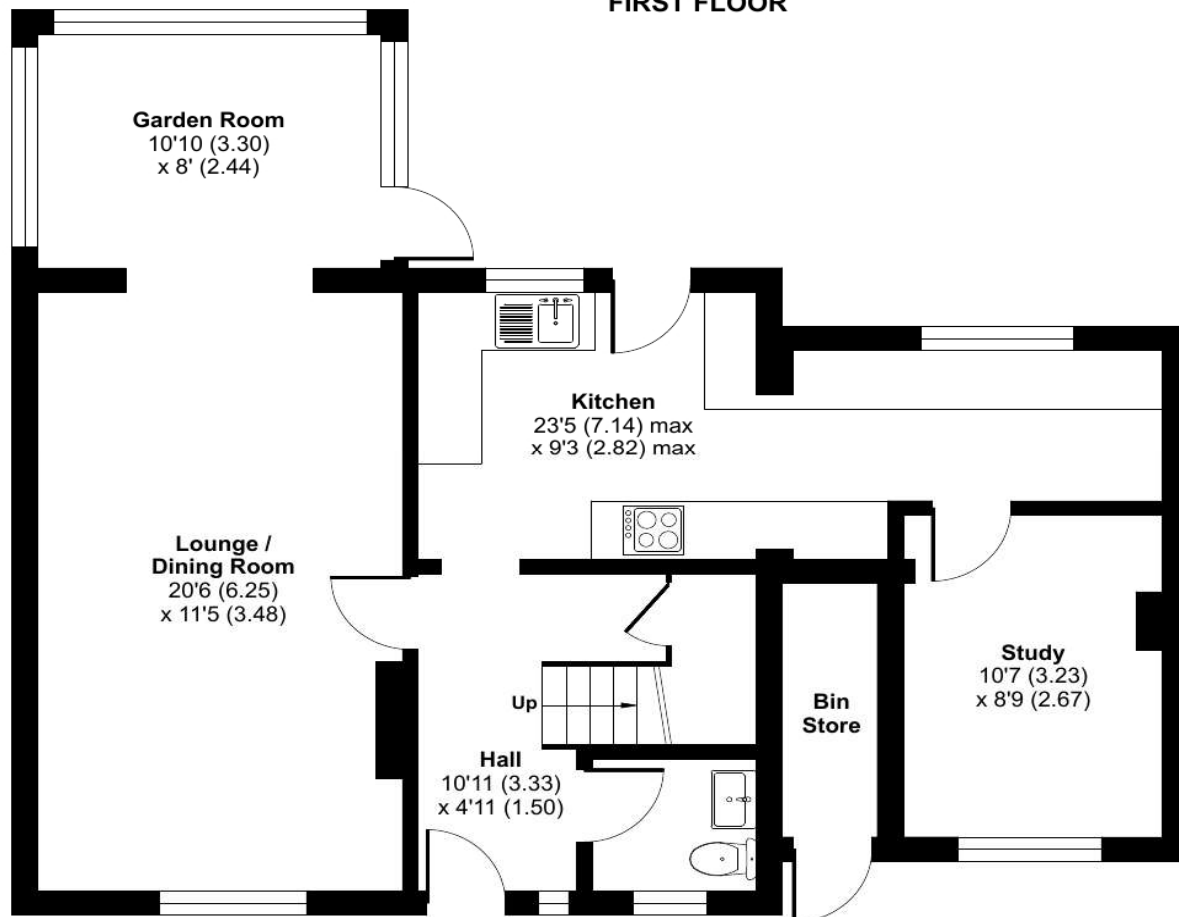 FIRST FLOOR
Garden Room
10'10 (3.30)
x 8' (2.44)
Kitchen
23'5 (7.14) max
x 9'3 (2.82) max
Lounge /
Dining Room
20'6 (6.25)
x 11'5 (3.48)
Study
10'7 (3.23)
x 8'9 (2.67)
Up
Bin
Store
Hall
10'11 (3.33)
x 4'11 (1.50)